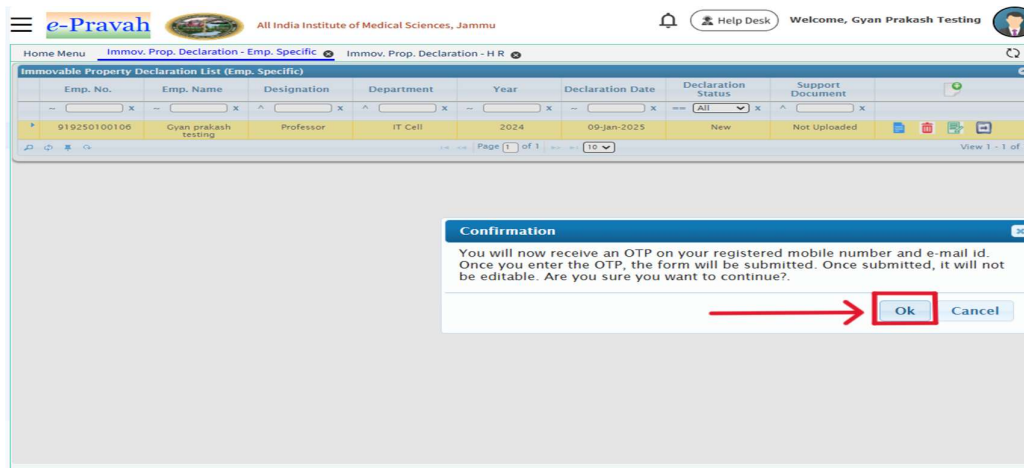 e-Pravah All India Institute of Medical Sciences, Jammu Help Desk Welcome, Gyan Prakash Testing
Home Menu Immov. Prop. Declaration - Emp. Specific Immov. Prop. Declaration - H R
Immovable Property Declaration List (Emp. Specific)
Emp. No. Emp. Name Designation Department Year Declaration Date Declaration Status Support Document
~ x ~ x ^ x ^ x ~ x ~ x == All x ^ x
919250100106 Gyan prakash testing Professor IT Cell 2024 09-Jan-2025 New Not Uploaded
Page 1 of 1 10 View 1 - 1 of
Confirmation
You will now receive an OTP on your registered mobile number and e-mail id.
Once you enter the OTP, the form will be submitted. Once submitted, it will not
be editable. Are you sure you want to continue?.
Ok Cancel